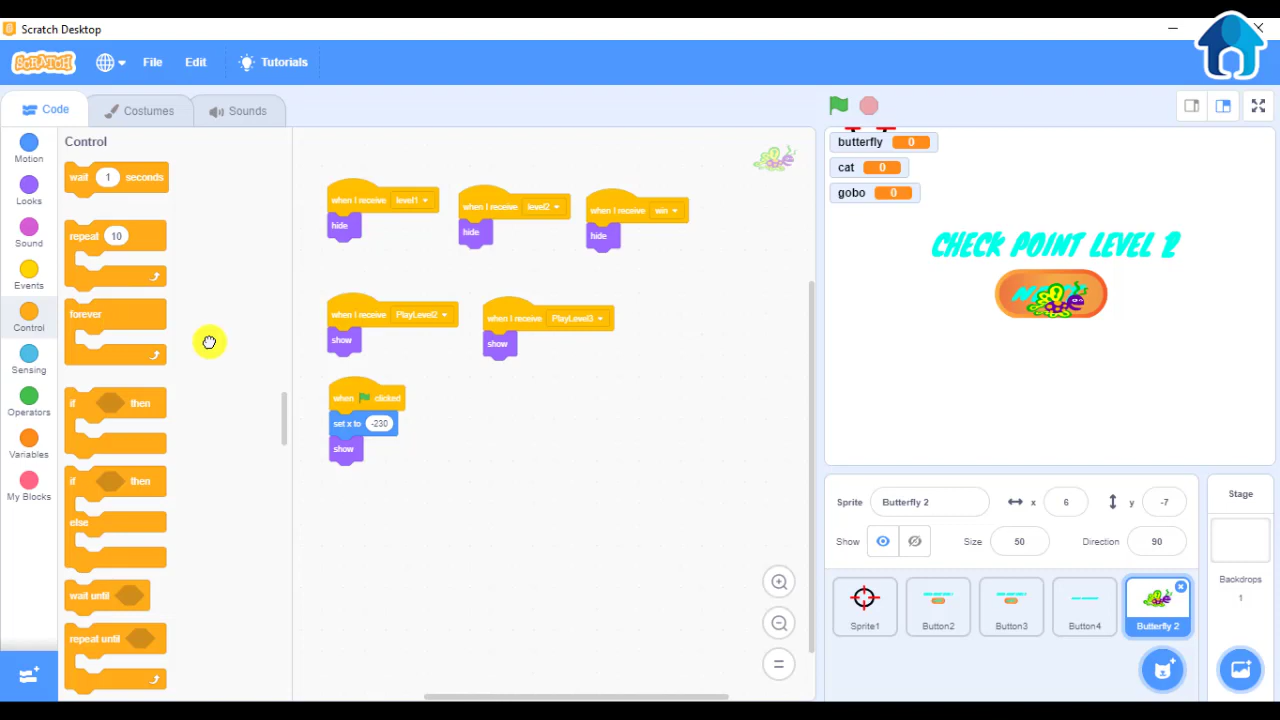 Scratch Desktop
SCRATCH
File
Edit
Tutorials
Code
Costumes
Sounds
Motion
Looks
Sound
Events
Control
Sensing
Operators
Variables
My Blocks
Control
wait 1 seconds
repeat 10
forever
if then
if then
else
wait until
repeat until
when I receive level1
hide
when I receive level2
hide
when I receive win
hide
when I receive PlayLevel2
show
when I receive PlayLevel3
show
when clicked
set x to -230
show
butterfly 0
cat 0
gobo 0
CHECK POINT LEVEL 2
Sprite Butterfly 2 x 6 y -7
Show Size 50 Direction 90
Sprite1
Button2
Button3
Button4
Butterfly 2
Stage
Backdrops
1